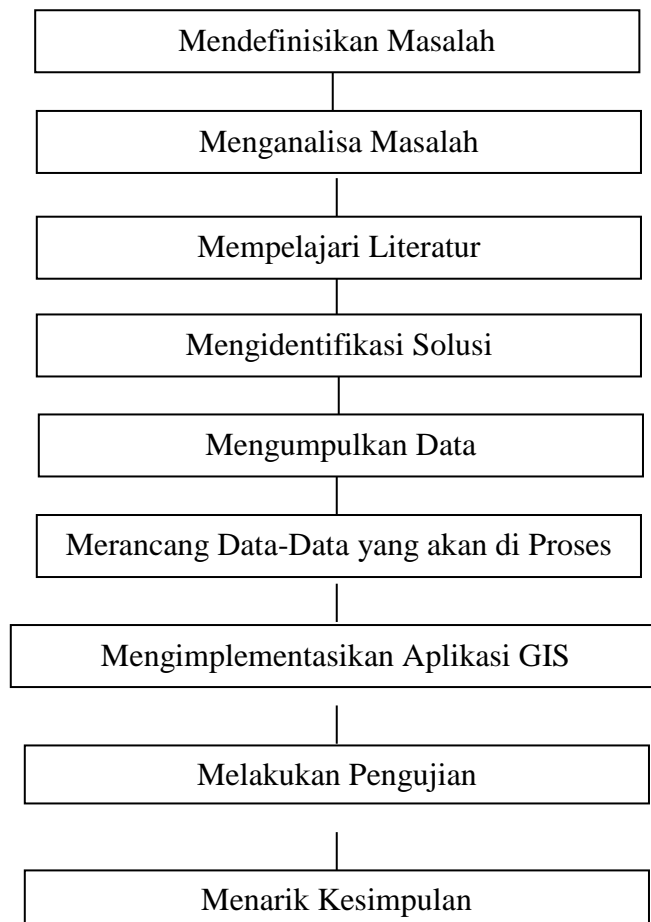 Mendefinisikan Masalah
Menganalisa Masalah
Mempelajari Literatur
Mengidentifikasi Solusi
Mengumpulkan Data
Merancang Data-Data yang akan di Proses
Mengimplementasikan Aplikasi GIS
Melakukan Pengujian
Menarik Kesimpulan